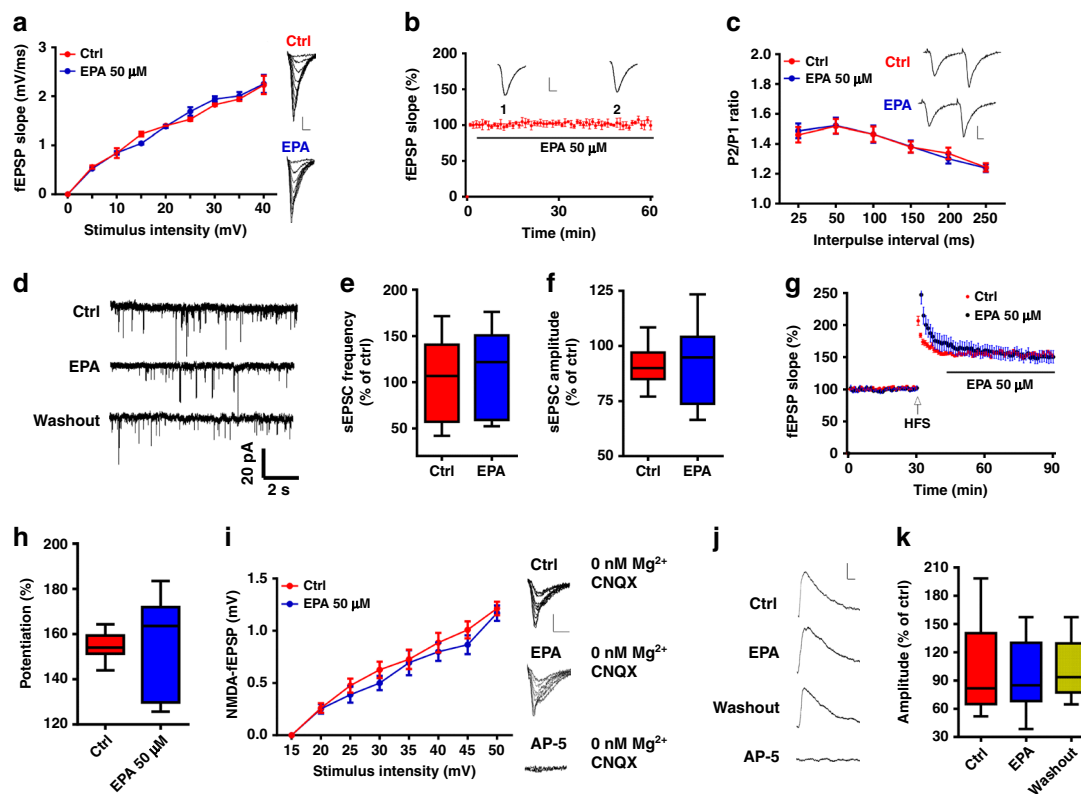 a
fEPSP slope (mV/ms)
3
2
1
0
Ctrl
EPA 50 μM
0 10 20 30 40
Stimulus intensity (mV)
Ctrl
EPA
b
fEPSP slope (%)
200
150
100
50
0
1 2
EPA 50 μM
0 30 60
Time (min)
c
P2/P1 ratio
2.0
1.8
1.6
1.4
1.2
1.0
Ctrl
EPA 50 μM
Ctrl
EPA
25 50 100 150 200 250
Interpulse interval (ms)
d
Ctrl
EPA
Washout
20 pA
2 s
e
sEPSC frequency
(% of ctrl)
200
150
100
50
Ctrl EPA
f
sEPSC amplitude
(% of ctrl)
125
100
75
50
Ctrl EPA
g
fEPSP slope (%)
250
200
150
100
50
0
Ctrl
EPA 50 μM
EPA 50 μM
HFS
0 30 60 90
Time (min)
h
Potentiation (%)
200
180
160
140
120
Ctrl
EPA 50 μM
i
NMDA-fEPSP (mV)
1.5
1.0
0.5
0.0
Ctrl
EPA 50 μM
15 20 25 30 35 40 45 50
Stimulus intensity (mV)
Ctrl 0 nM Mg²⁺
CNQX
EPA 0 nM Mg²⁺
CNQX
AP-5 0 nM Mg²⁺
CNQX
j
Ctrl
EPA
Washout
AP-5
k
Amplitude (% of ctrl)
210
180
150
120
90
60
30
Ctrl
EPA
Washout